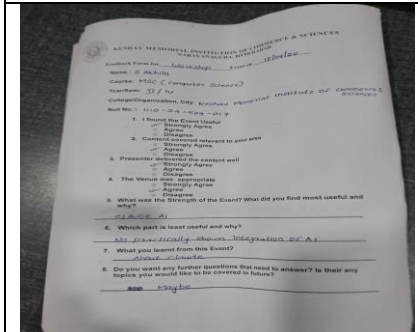 KESHAV MEMORIAL INSTITUTION OF COMMERCE & SCIENCES
NARAYANAGUDA, HYDERABAD
Feedback Form for Workshop From on
Name: B Akhila
Course: MSC (Computer Science)
Year/Sem: II / IV
College/Organization, City: Keshav Memorial Institute of commerce &
Sciences
Roll No.:
1. I found the Event Useful
Strongly Agree
Agree
Disagree
2. Content covered relevant to your area
Strongly Agree
Agree
Disagree
3. Presenter delivered the content well
Strongly Agree
Agree
Disagree
4. The Venue was appropriate
Strongly Agree
Agree
Disagree
5. What was the Strength of the Event? What did you find most useful and
why?
CLAUDE AI
6. Which part is least useful and why?
No practically shown Integration of AI
7. What you learnt from this Event?
About Claude
8. Do you want any further questions that need to answer? Is their any
topics you would like to be covered in future?
Maybe